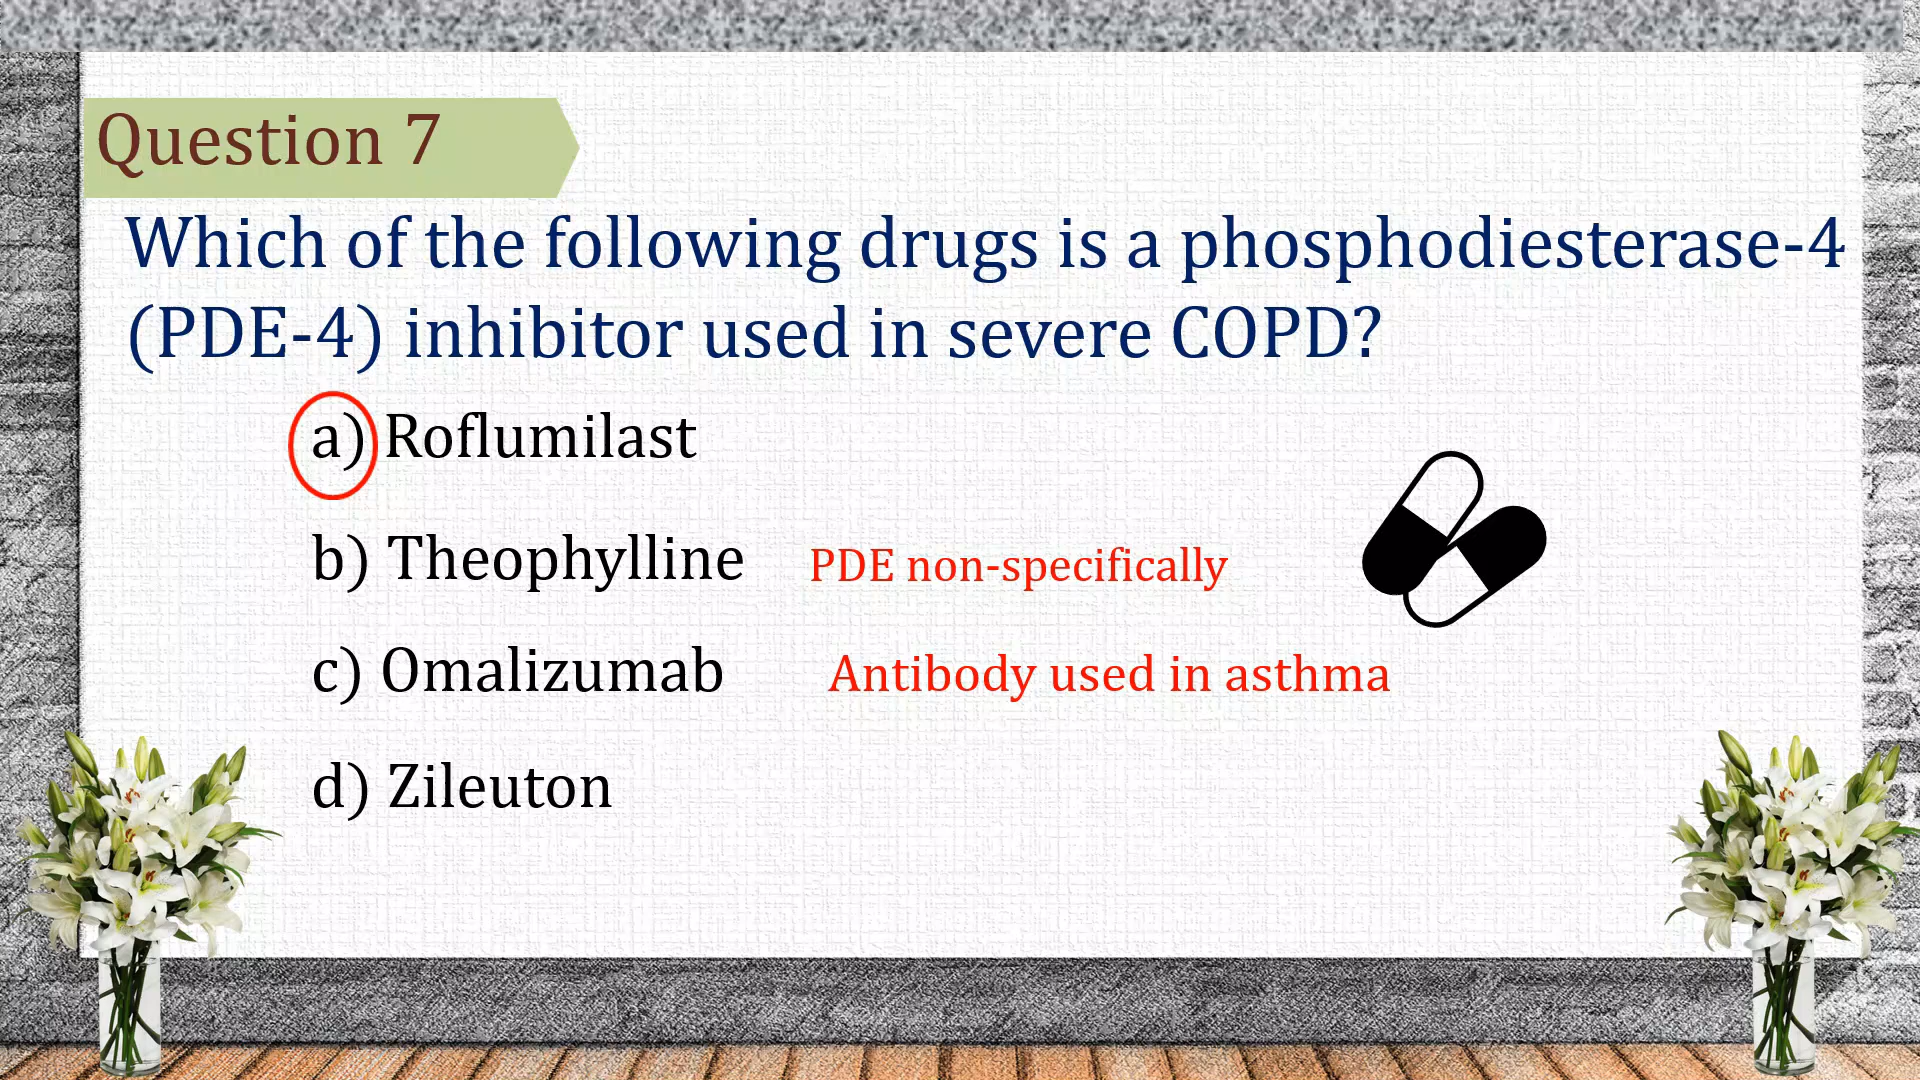 Question 7
Which of the following drugs is a phosphodiesterase-4
(PDE-4) inhibitor used in severe COPD?
a) Roflumilast
b) Theophylline PDE non-specifically
c) Omalizumab Antibody used in asthma
d) Zileuton